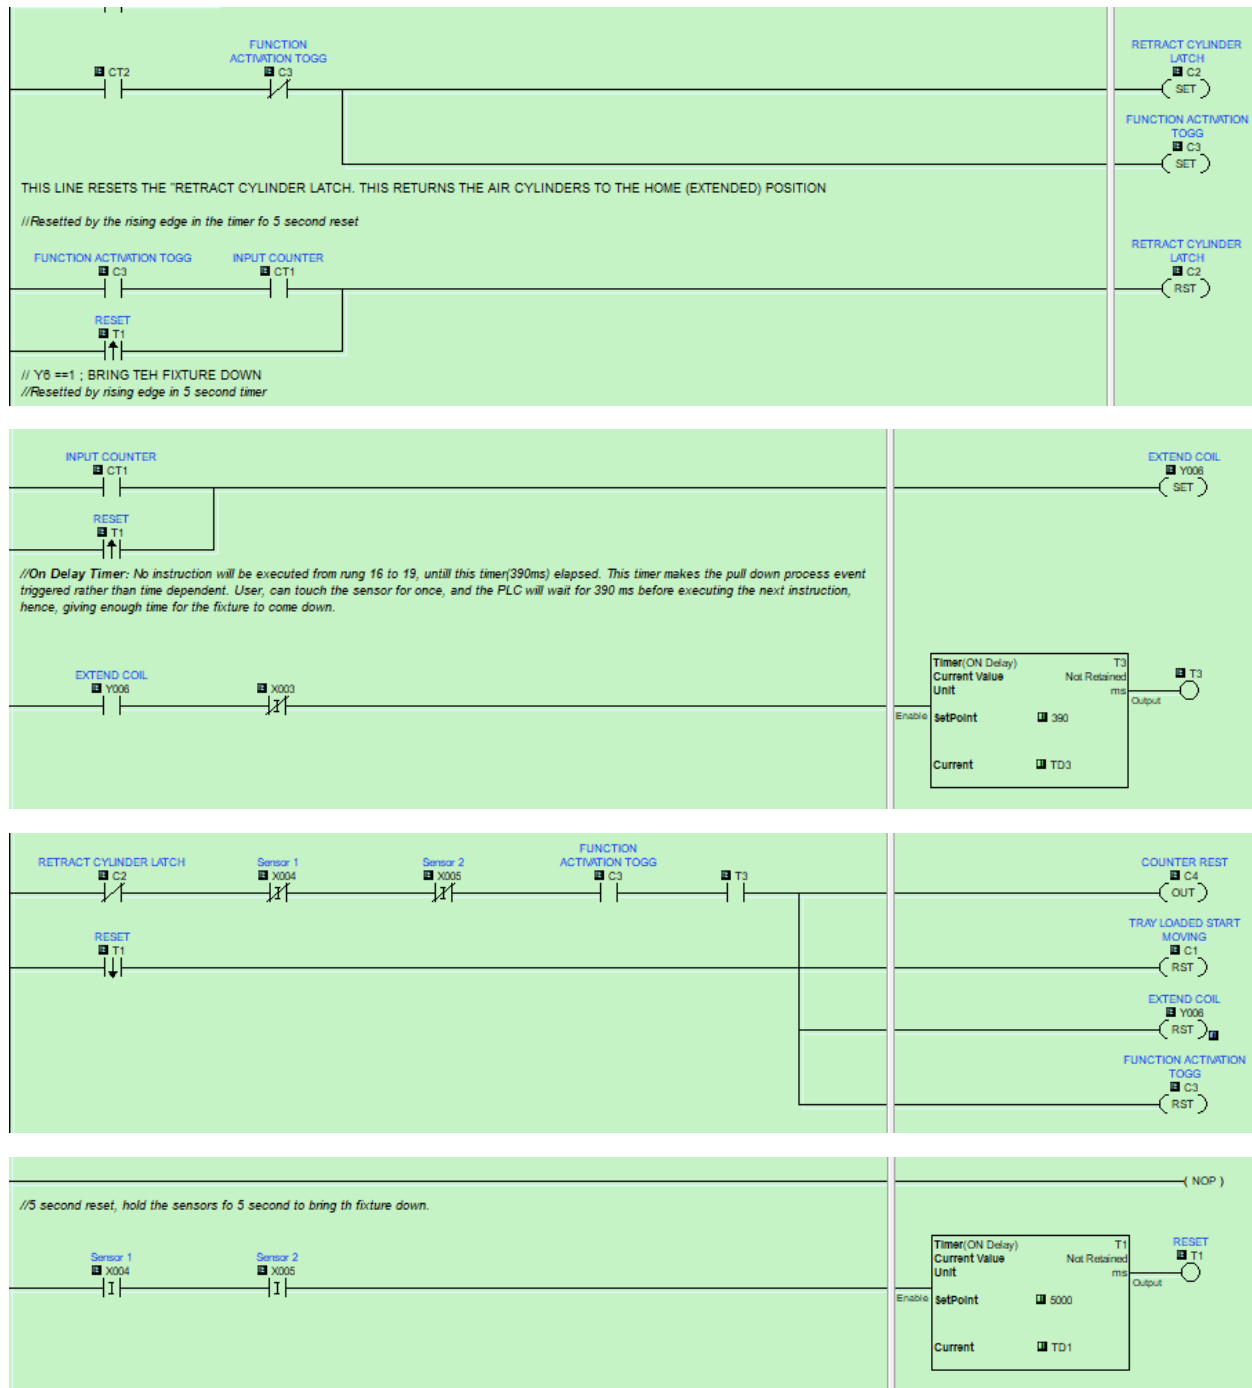 FUNCTION
ACTIVATION TOGG
CT2
C3
RETRACT CYLINDER
LATCH
C2
SET
FUNCTION ACTIVATION
TOGG
C3
SET
THIS LINE RESETS THE "RETRACT CYLINDER LATCH. THIS RETURNS THE AIR CYLINDERS TO THE HOME (EXTENDED) POSITION
//Resetted by the rising edge in the timer fo 5 second reset
FUNCTION ACTIVATION TOGG
C3
INPUT COUNTER
CT1
RETRACT CYLINDER
LATCH
C2
RST
RESET
T1
// Y6 ==1 ; BRING TEH FIXTURE DOWN
//Resetted by rising edge in 5 second timer
INPUT COUNTER
CT1
EXTEND COIL
Y006
SET
RESET
T1
//On Delay Timer: No instruction will be executed from rung 16 to 19, untill this timer(390ms) elapsed. This timer makes the pull down process event
triggered rather than time dependent. User, can touch the sensor for once, and the PLC will wait for 390 ms before executing the next instruction,
hence, giving enough time for the fixture to come down.
EXTEND COIL
Y006
X003
Timer(ON Delay) T3
Current Value Not Retained
Unit ms
Enable SetPoint 390
Current TD3
Output
T3
RETRACT CYLINDER LATCH
C2
Sensor 1
X004
Sensor 2
X005
FUNCTION
ACTIVATION TOGG
C3
T3
COUNTER REST
C4
OUT
RESET
T1
TRAY LOADED START
MOVING
C1
RST
EXTEND COIL
Y006
RST
FUNCTION ACTIVATION
TOGG
C3
RST
NOP
//5 second reset, hold the sensors fo 5 second to bring th fixture down.
Sensor 1
X004
Sensor 2
X005
Timer(ON Delay) T1
Current Value Not Retained
Unit ms
Enable SetPoint 5000
Current TD1
Output
RESET
T1